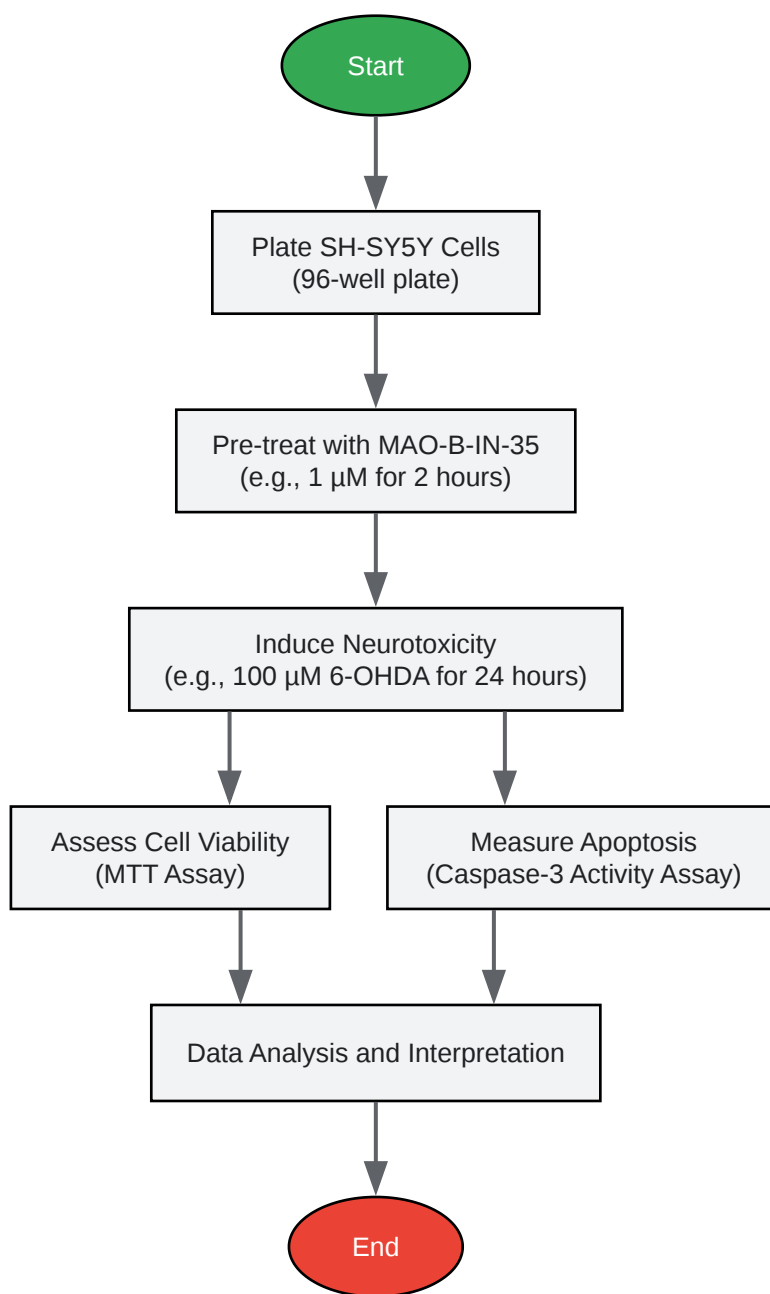 Start
Plate SH-SY5Y Cells
(96-well plate)
Pre-treat with MAO-B-IN-35
(e.g., 1 µM for 2 hours)
Induce Neurotoxicity
(e.g., 100 µM 6-OHDA for 24 hours)
Assess Cell Viability
(MTT Assay)
Measure Apoptosis
(Caspase-3 Activity Assay)
Data Analysis and Interpretation
End